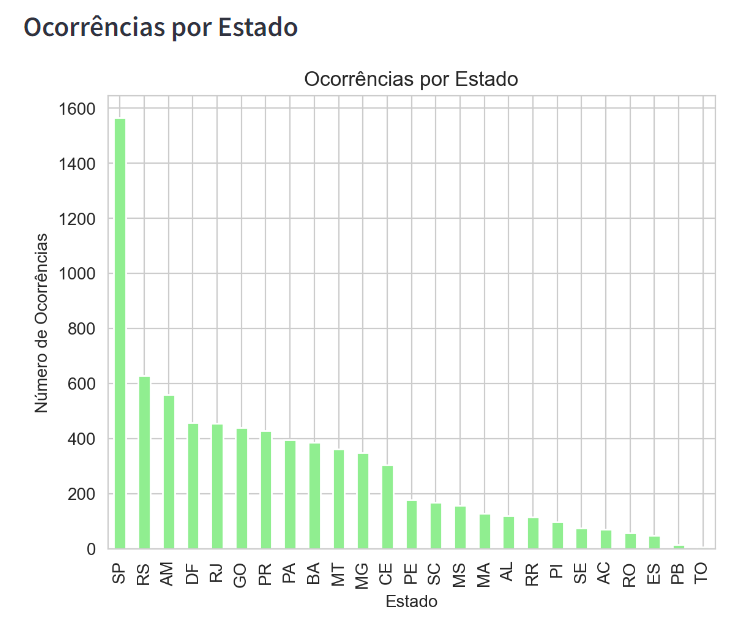 Ocorrências por Estado
Ocorrências por Estado
1600
1400
1200
1000
800
600
400
200
0
Número de Ocorrências
SP RS AM DF RJ GO PR PA BA MT MG CE PE SC MS MA AL RR PI SE AC RO ES PB TO
Estado